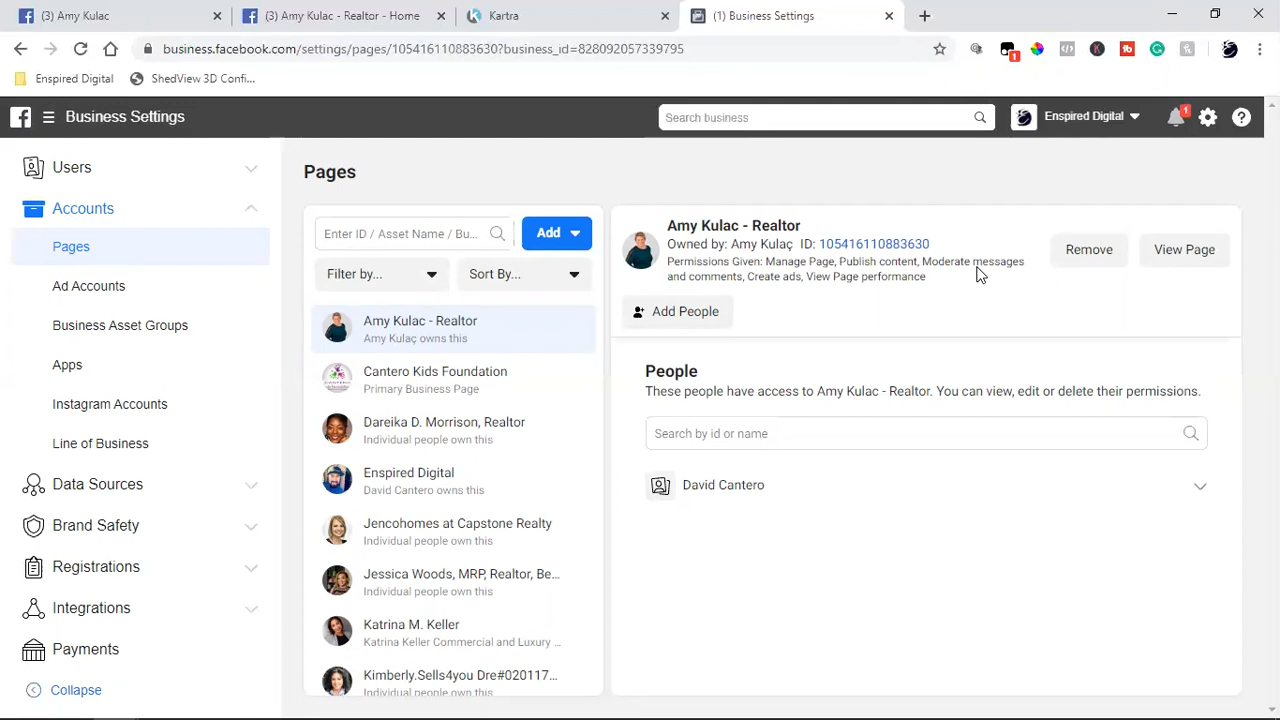 (3) Amy Kulac
(3) Amy Kulac - Realtor - Home
Kartra
(1) Business Settings
business.facebook.com/settings/pages/105416110883630?business_id=828092057339795
1
Enspired Digital
ShedView 3D Confi...
Business Settings
Search business
Enspired Digital
1
Users
Accounts
Pages
Ad Accounts
Business Asset Groups
Apps
Instagram Accounts
Line of Business
Data Sources
Brand Safety
Registrations
Integrations
Payments
Collapse
Pages
Enter ID / Asset Name / Bu...
Add
Filter by...
Sort By...
Amy Kulac - Realtor
Amy Kulaç owns this
Cantero Kids Foundation
Primary Business Page
Dareika D. Morrison, Realtor
Individual people own this
Enspired Digital
David Cantero owns this
Jencohomes at Capstone Realty
Individual people own this
Jessica Woods, MRP, Realtor, Be...
Individual people own this
Katrina M. Keller
Katrina Keller Commercial and Luxury ...
Kimberly.Sells4you Dre#020117...
Individual people own this
Amy Kulac - Realtor
Owned by: Amy Kulaç ID: 105416110883630
Permissions Given: Manage Page, Publish content, Moderate messages
and comments, Create ads, View Page performance
Remove
View Page
Add People
People
These people have access to Amy Kulac - Realtor. You can view, edit or delete their permissions.
Search by id or name
David Cantero